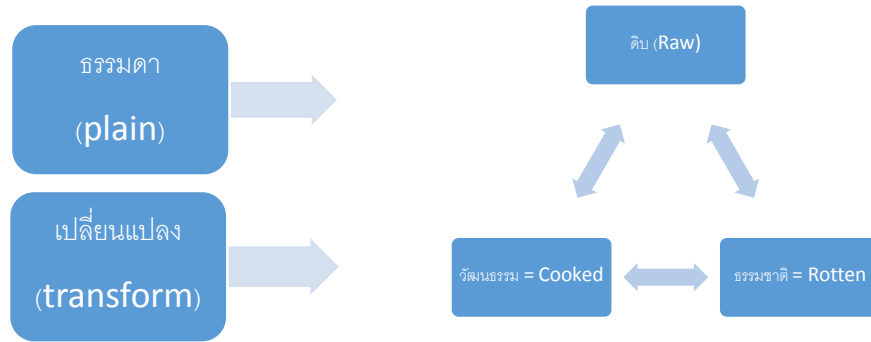 ธรรมดา
(plain)
เปลี่ยนแปลง
(transform)
ดิบ (Raw)
วัฒนธรรม = Cooked
ธรรมชาติ = Rotten